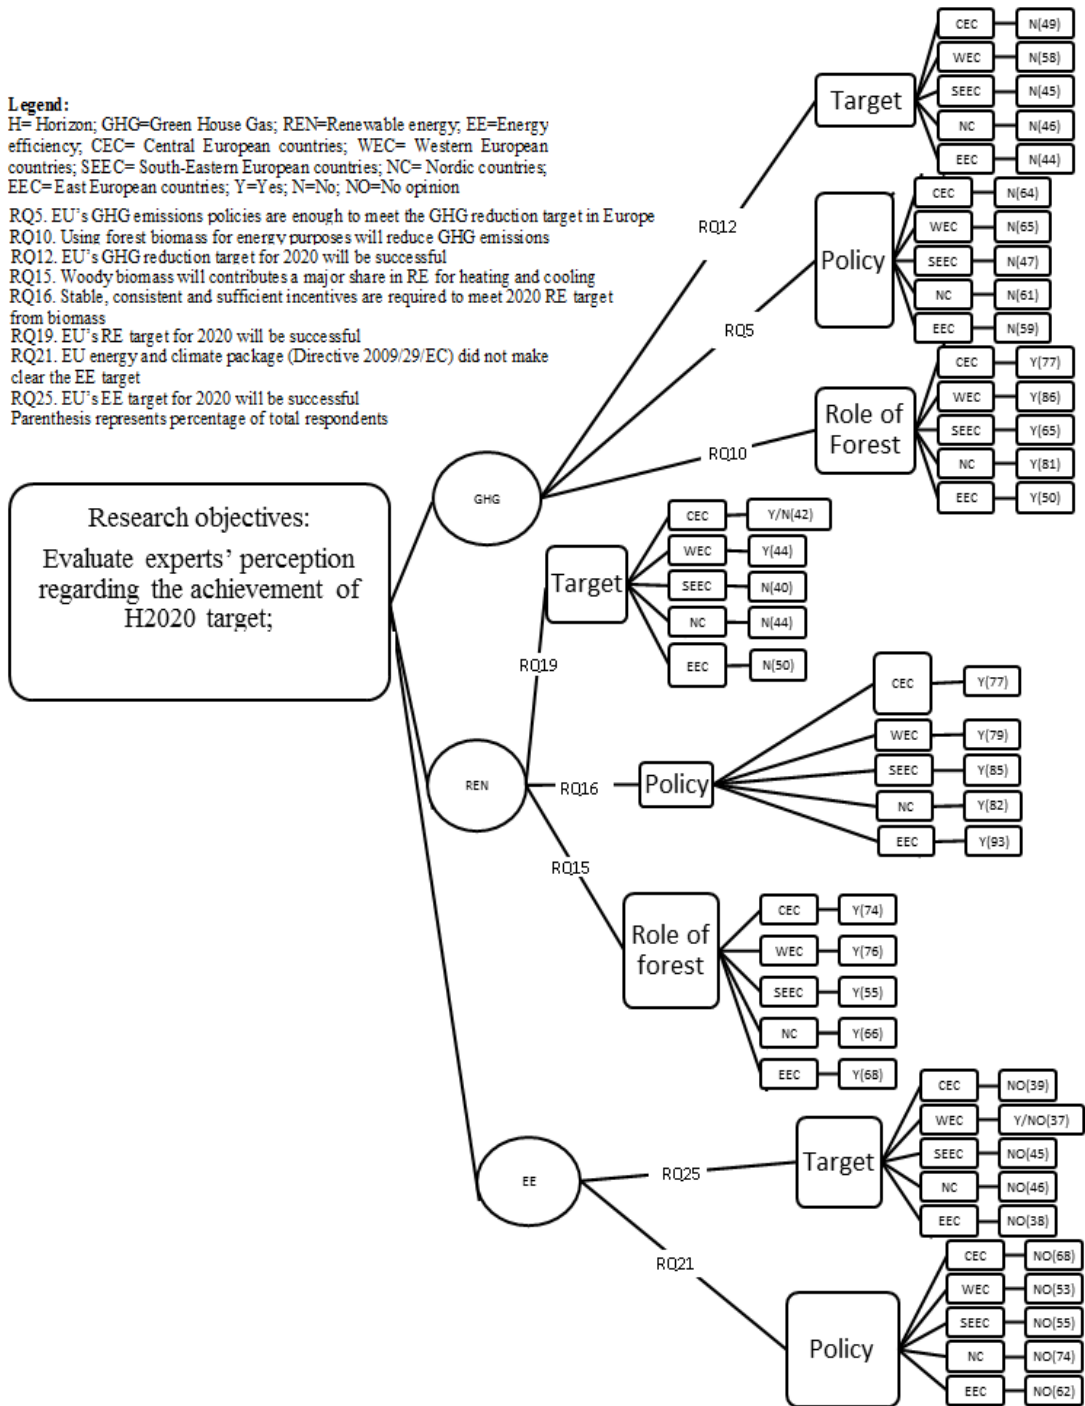 Legend:
H= Horizon; GHG=Green House Gas; REN=Renewable energy; EE=Energy
efficiency; CEC= Central European countries; WEC= Western European
countries; SEEC= South-Eastern European countries; NC= Nordic countries;
EEC= East European countries; Y=Yes; N=No; NO=No opinion
RQ5. EU's GHG emissions policies are enough to meet the GHG reduction target in Europe
RQ10. Using forest biomass for energy purposes will reduce GHG emissions
RQ12. EU's GHG reduction target for 2020 will be successful
RQ15. Woody biomass will contributes a major share in RE for heating and cooling
RQ16. Stable, consistent and sufficient incentives are required to meet 2020 RE target
from biomass
RQ19. EU's RE target for 2020 will be successful
RQ21. EU energy and climate package (Directive 2009/29/EC) did not make
clear the EE target
RQ25. EU's EE target for 2020 will be successful
Parenthesis represents percentage of total respondents
Research objectives:
Evaluate experts' perception
regarding the achievement of
H2020 target;
GHG
RQ12
Target
CEC N(49)
WEC N(58)
SEEC N(45)
NC N(46)
EEC N(44)
RQ5
Policy
CEC N(64)
WEC N(65)
SEEC N(47)
NC N(61)
EEC N(59)
RQ10
Role of
Forest
CEC Y(77)
WEC Y(86)
SEEC Y(65)
NC Y(81)
EEC Y(50)
REN
RQ19
Target
CEC Y/N(42)
WEC Y(44)
SEEC N(40)
NC N(44)
EEC N(50)
RQ16
Policy
CEC Y(77)
WEC Y(79)
SEEC Y(85)
NC Y(82)
EEC Y(93)
RQ15
Role of
forest
CEC Y(74)
WEC Y(76)
SEEC Y(55)
NC Y(66)
EEC Y(68)
EE
RQ25
Target
CEC NO(39)
WEC Y/NO(37)
SEEC NO(45)
NC NO(46)
EEC NO(38)
RQ21
Policy
CEC NO(68)
WEC NO(53)
SEEC NO(55)
NC NO(74)
EEC NO(62)